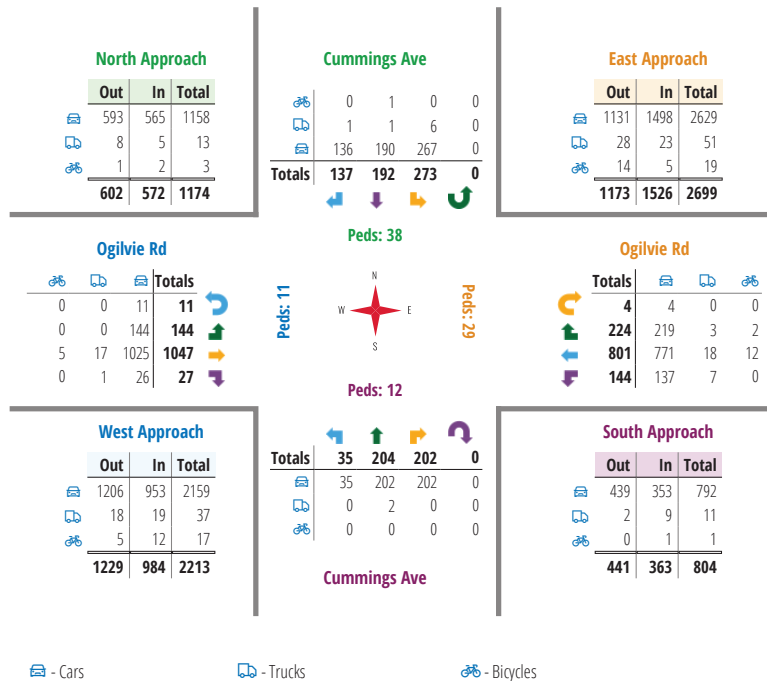 North Approach
Out In Total
593 565 1158
8 5 13
1 2 3
602 572 1174
Cummings Ave
0 1 0 0
1 1 6 0
136 190 267 0
Totals 137 192 273 0
East Approach
Out In Total
1131 1498 2629
28 23 51
14 5 19
1173 1526 2699
Peds: 38
Ogilvie Rd
Totals
0 0 11 11
0 0 144 144
5 17 1025 1047
0 1 26 27
Peds: 11
N
W E
S
Peds: 29
Peds: 12
Ogilvie Rd
Totals
4 4 0 0
224 219 3 2
801 771 18 12
144 137 7 0
West Approach
Out In Total
1206 953 2159
18 19 37
5 12 17
1229 984 2213
Totals 35 204 202 0
35 202 202 0
0 2 0 0
0 0 0 0
Cummings Ave
South Approach
Out In Total
439 353 792
2 9 11
0 1 1
441 363 804
- Cars
- Trucks
- Bicycles